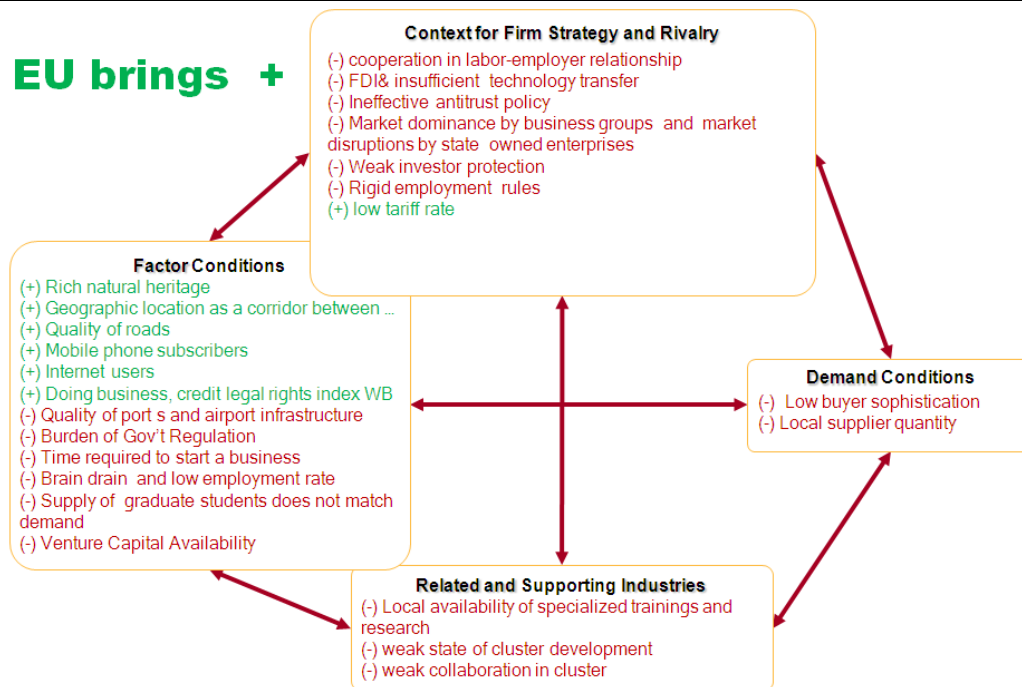 EU brings +
Context for Firm Strategy and Rivalry
(-) cooperation in labor-employer relationship
(-) FDI& insufficient technology transfer
(-) Ineffective antitrust policy
(-) Market dominance by business groups and market
disruptions by state owned enterprises
(-) Weak investor protection
(-) Rigid employment rules
(+) low tariff rate
Factor Conditions
(+) Rich natural heritage
(+) Geographic location as a corridor between ...
(+) Quality of roads
(+) Mobile phone subscribers
(+) Internet users
(+) Doing business, credit legal rights index WB
(-) Quality of port s and airport infrastructure
(-) Burden of Gov't Regulation
(-) Time required to start a business
(-) Brain drain and low employment rate
(-) Supply of graduate students does not match
demand
(-) Venture Capital Availability
Demand Conditions
(-) Low buyer sophistication
(-) Local supplier quantity
Related and Supporting Industries
(-) Local availability of specialized trainings and
research
(-) weak state of cluster development
(-) weak collaboration in cluster